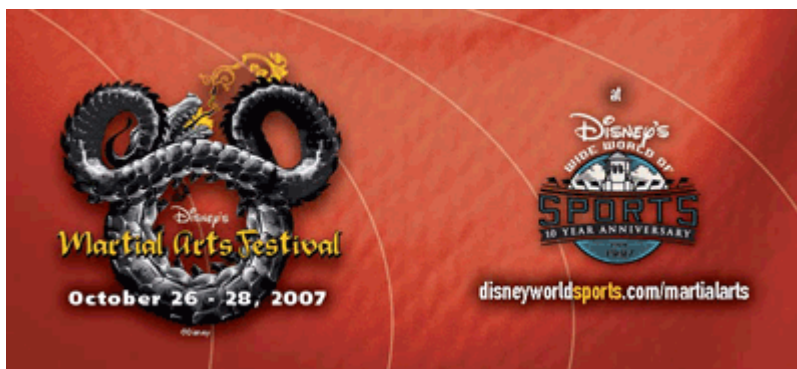 Disney's
Martial Arts Festival
October 26 - 28, 2007
©Disney
at
Disney's
WIDE WORLD OF
SPORTS
10 YEAR ANNIVERSARY
1997
disneyworldsports.com/martialarts